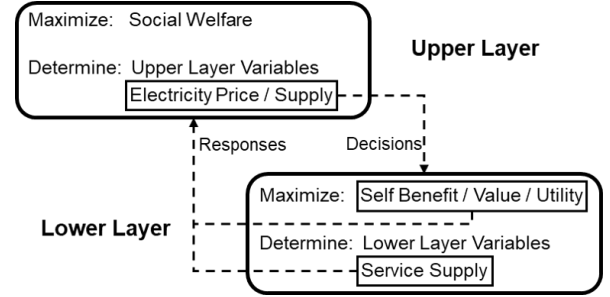 Maximize: Social Welfare
Upper Layer
Determine: Upper Layer Variables
Electricity Price / Supply
Responses
Decisions
Maximize: Self Benefit / Value / Utility
Lower Layer
Determine: Lower Layer Variables
Service Supply